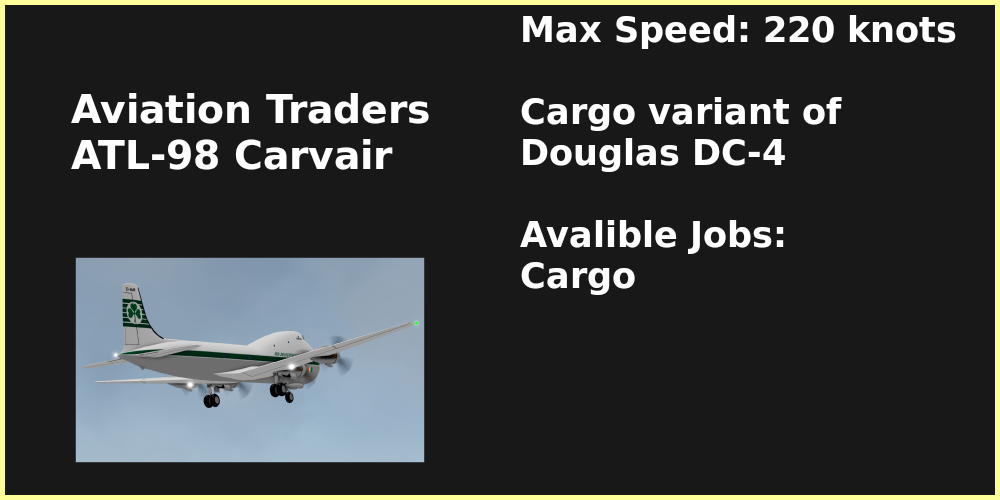 Aviation Traders
ATL-98 Carvair
Max Speed: 220 knots
Cargo variant of
Douglas DC-4
Avalible Jobs:
Cargo